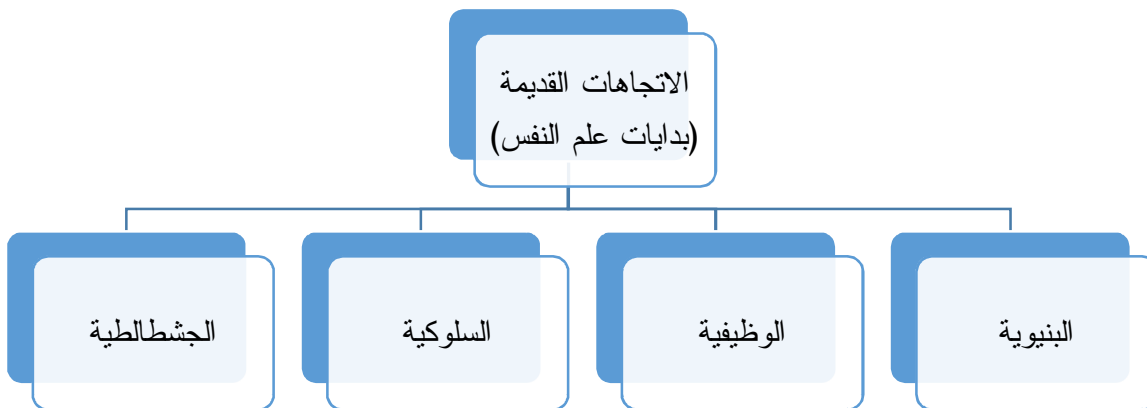 الاتجاهات القديمة
(بدايات علم النفس)
البنيوية
الوظيفية
السلوكية
الجشطالطية